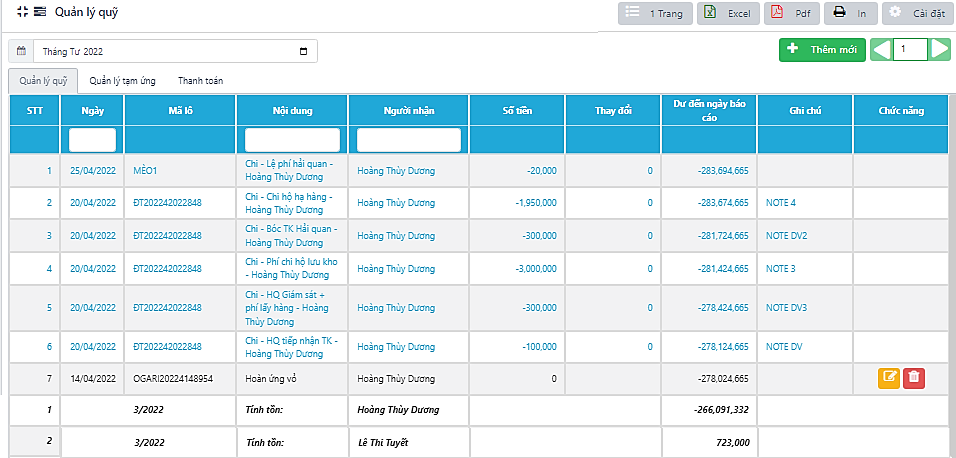 Quản lý quỹ
1 Trang
Excel
Pdf
In
Cài đặt
Tháng Tư 2022
Thêm mới
1
Quản lý quỹ
Quản lý tạm ứng
Thanh toán
STT Ngày Mã lô Nội dung Người nhận Số tiền Thay đổi Dư đến ngày báo cáo Ghi chú Chức năng
1 25/04/2022 MÈO1 Chi - Lệ phí hải quan - Hoàng Thùy Dương Hoàng Thùy Dương -20,000 0 -283,694,665
2 20/04/2022 ĐT202242022848 Chi - Chi hộ hạ hàng - Hoàng Thùy Dương Hoàng Thùy Dương -1,950,000 0 -283,674,665 NOTE 4
3 20/04/2022 ĐT202242022848 Chi - Bóc TK Hải quan - Hoàng Thùy Dương Hoàng Thùy Dương -300,000 0 -281,724,665 NOTE DV2
4 20/04/2022 ĐT202242022848 Chi - Phí chi hộ lưu kho - Hoàng Thùy Dương Hoàng Thùy Dương -3,000,000 0 -281,424,665 NOTE 3
5 20/04/2022 ĐT202242022848 Chi - HQ Giám sát + phí lấy hàng - Hoàng Thùy Dương Hoàng Thùy Dương -300,000 0 -278,424,665 NOTE DV3
6 20/04/2022 ĐT202242022848 Chi - HQ tiếp nhận TK - Hoàng Thùy Dương Hoàng Thùy Dương -100,000 0 -278,124,665 NOTE DV
7 14/04/2022 OGARI20224148954 Hoàn ứng vỏ Hoàng Thùy Dương 0 -278,024,665
1 3/2022 Tính tồn: Hoàng Thùy Dương -266,091,332
2 3/2022 Tính tồn: Lê Thi Tuyết 723,000